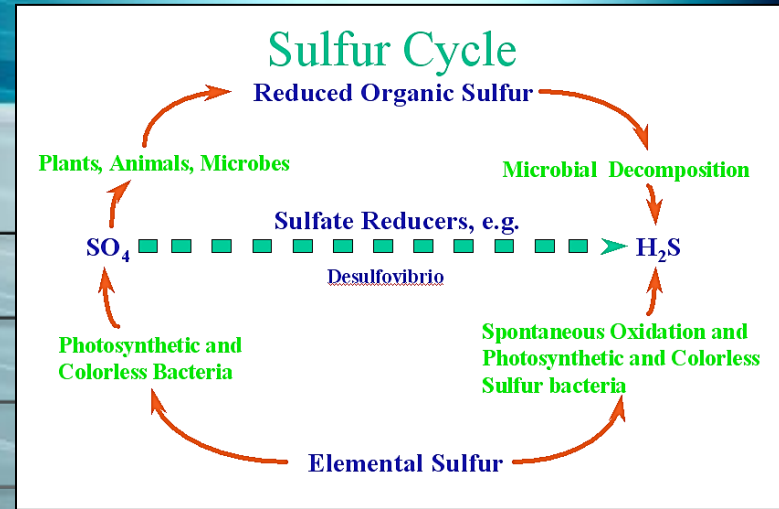 Sulfur Cycle
Reduced Organic Sulfur
Plants, Animals, Microbes
Microbial Decomposition
Sulfate Reducers, e.g.
SO₄
H₂S
Desulfovibrio
Photosynthetic and
Colorless Bacteria
Spontaneous Oxidation and
Photosynthetic and Colorless
Sulfur bacteria
Elemental Sulfur